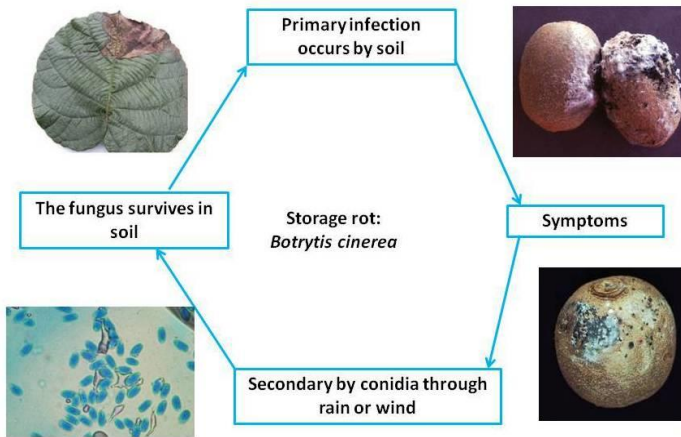 Primary infection
occurs by soil
The fungus survives in
soil
Storage rot:
Botrytis cinerea
Symptoms
Secondary by conidia through
rain or wind